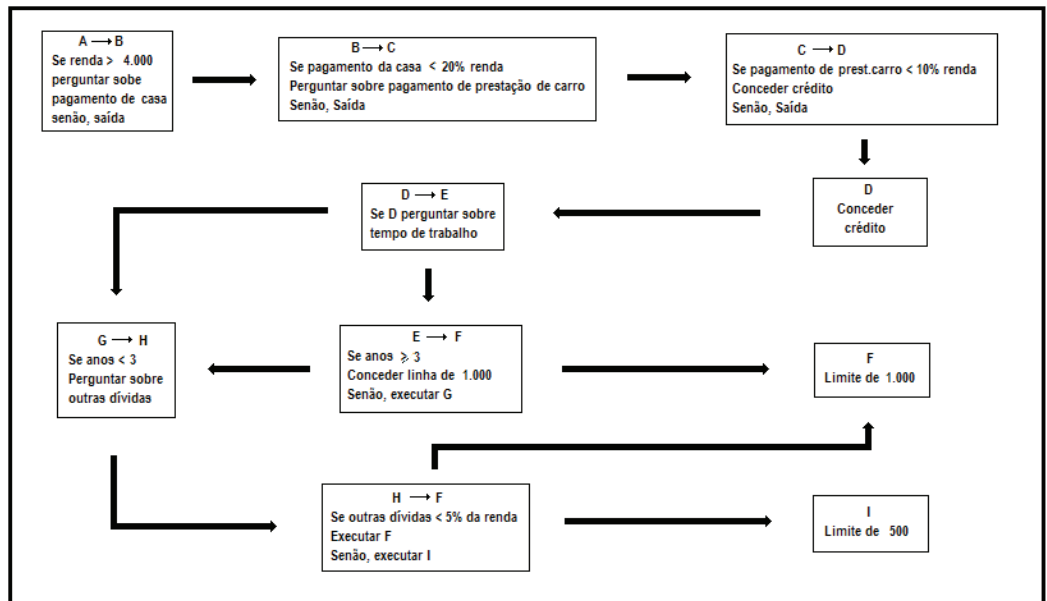 A → B
Se renda > 4.000
perguntar sobe
pagamento de casa
senão, saída
B → C
Se pagamento da casa < 20% renda
Perguntar sobre pagamento de prestação de carro
Senão, Saída
C → D
Se pagamento de prest.carro < 10% renda
Conceder crédito
Senão, Saída
D
Conceder
crédito
D → E
Se D perguntar sobre
tempo de trabalho
G → H
Se anos < 3
Perguntar sobre
outras dívidas
E → F
Se anos ⩾ 3
Conceder linha de 1.000
Senão, executar G
F
Limite de 1.000
H → F
Se outras dívidas < 5% da renda
Executar F
Senão, executar I
I
Limite de 500